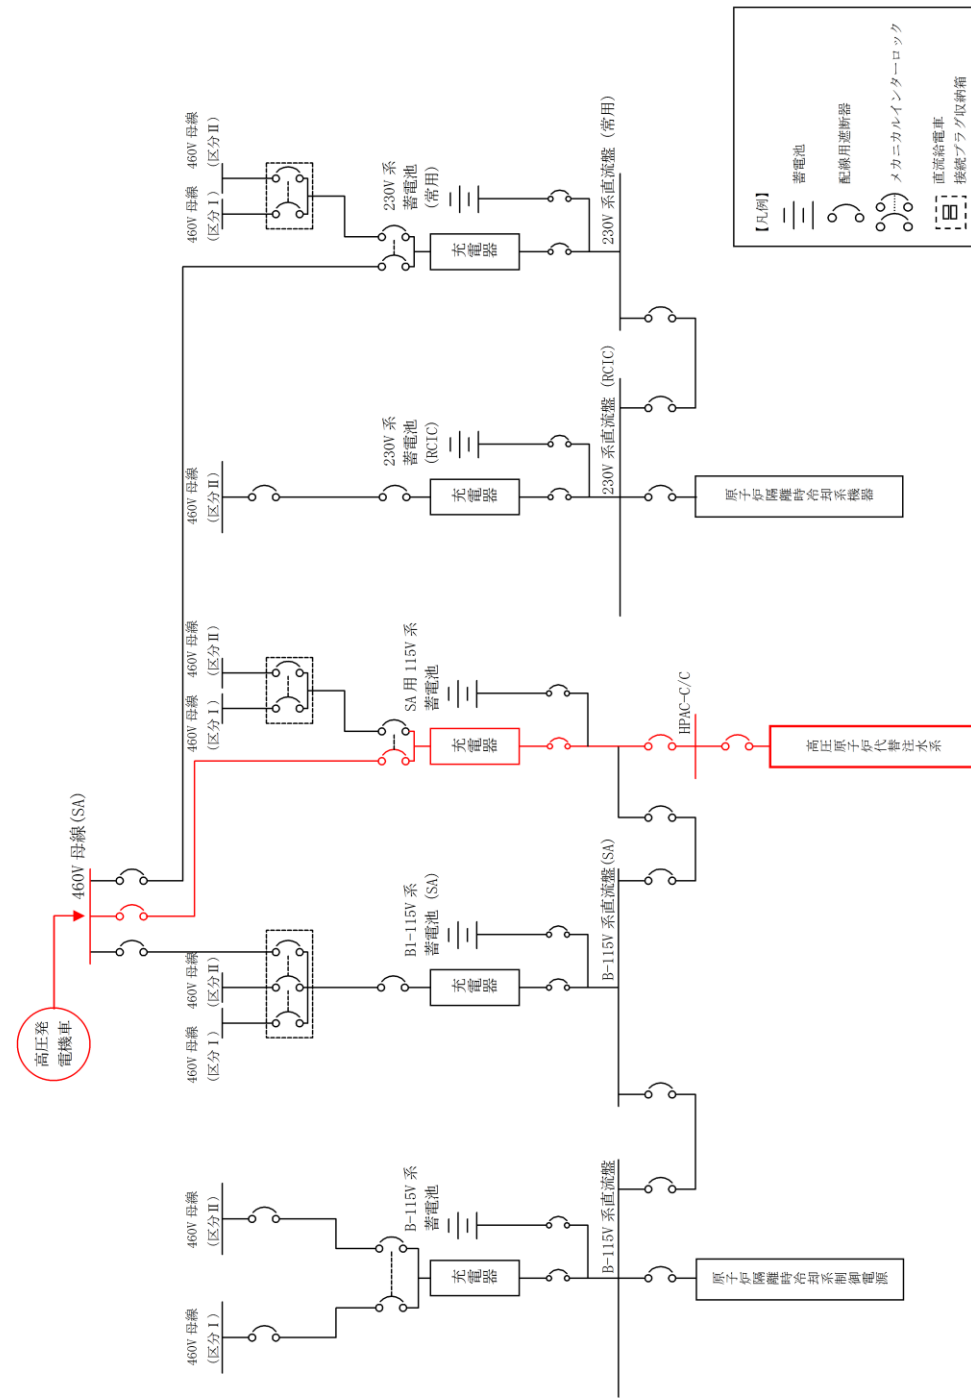 高圧発
電機車
460V 母線(SA)
460V 母線
(区分Ⅰ)
460V 母線
(区分Ⅱ)
B-115V 系
蓄電池
充電器
B-115V 系直流盤
原子炉隔離時冷却系制御電源
460V 母線
(区分Ⅰ)
460V 母線
(区分Ⅱ)
B1-115V 系
蓄電池 (SA)
充電器
B-115V 系直流盤(SA)
460V 母線
(区分Ⅰ)
460V 母線
(区分Ⅱ)
SA 用 115V 系
蓄電池
充電器
HPAC-C/C
高圧原子炉代替注水系
460V 母線
(区分Ⅱ)
230V 系
蓄電池
(RCIC)
充電器
230V 系直流盤 (RCIC)
原子炉隔離時冷却系機器
460V 母線
(区分Ⅰ)
460V 母線
(区分Ⅱ)
230V 系
蓄電池
(常用)
充電器
230V 系直流盤 (常用)
【凡例】
蓄電池
配線用遮断器
メカニカルインターロック
直流給電車
接続プラグ収納箱